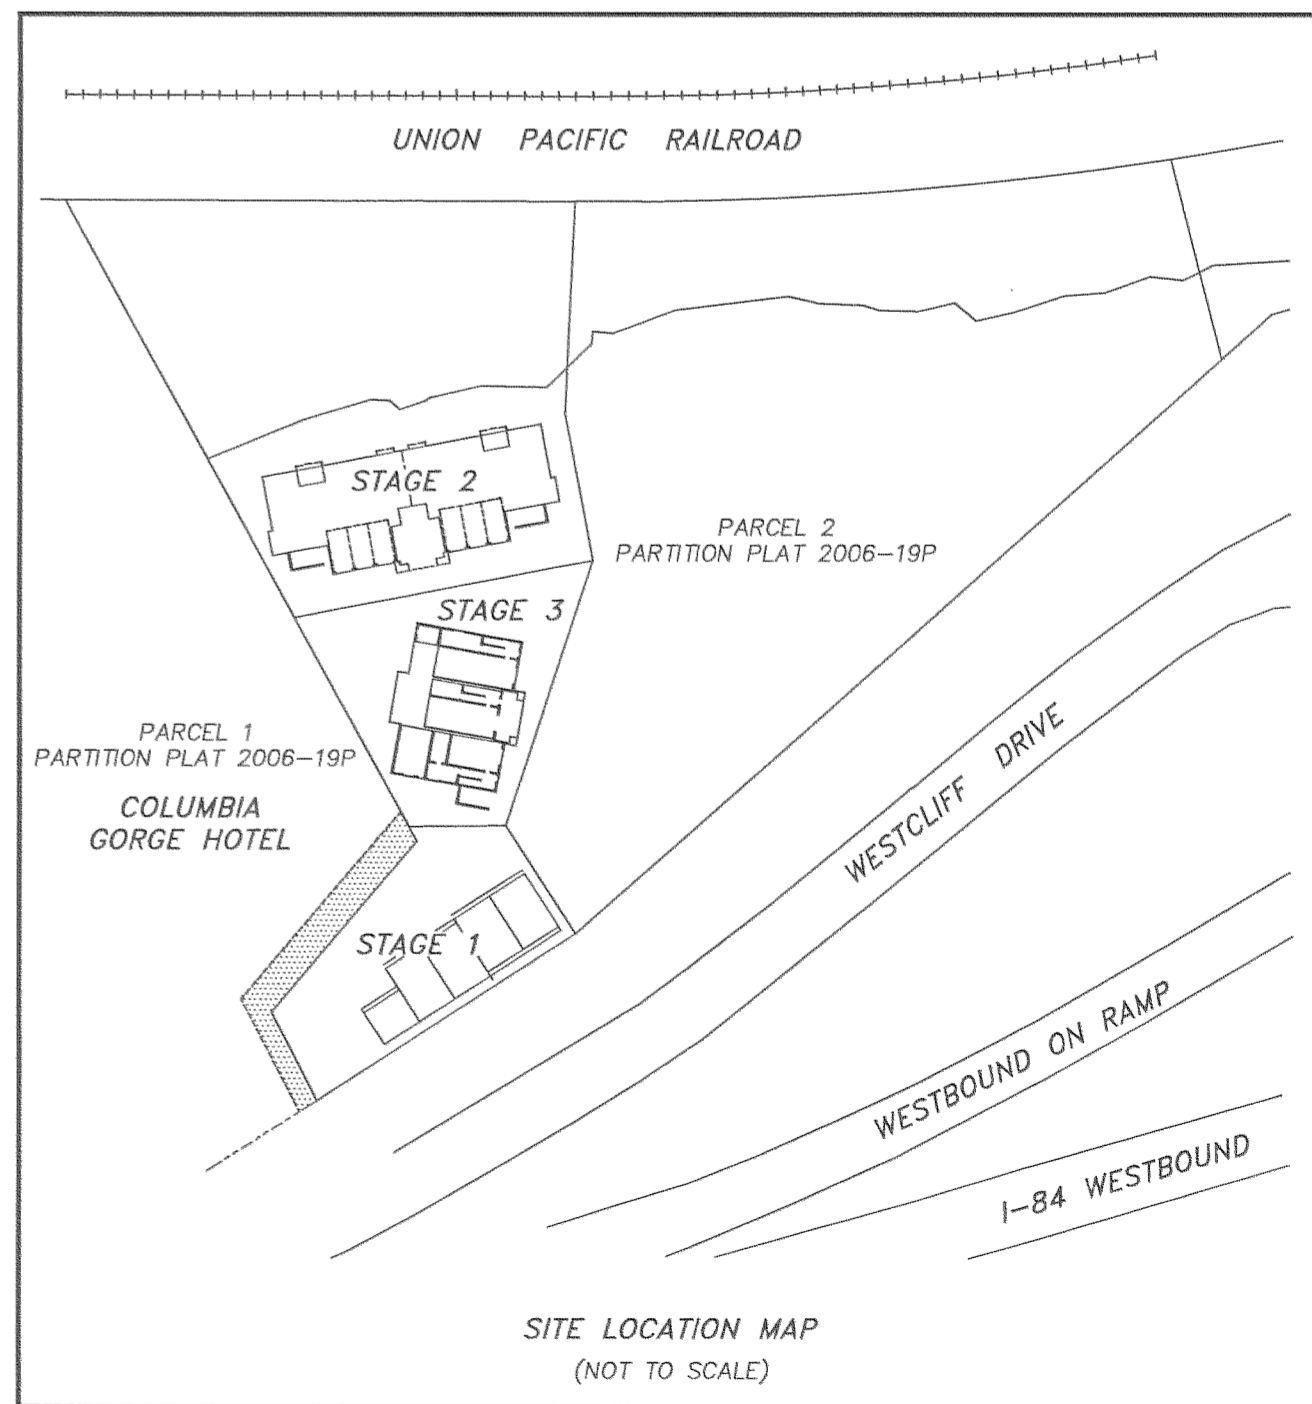 UNION PACIFIC RAILROAD
STAGE 2
PARCEL 2
PARTITION PLAT 2006-19P
STAGE 3
PARCEL 1
PARTITION PLAT 2006-19P
COLUMBIA
GORGE HOTEL
WESTCLIFF DRIVE
STAGE 1
WESTBOUND ON RAMP
I-84 WESTBOUND
SITE LOCATION MAP
(NOT TO SCALE)